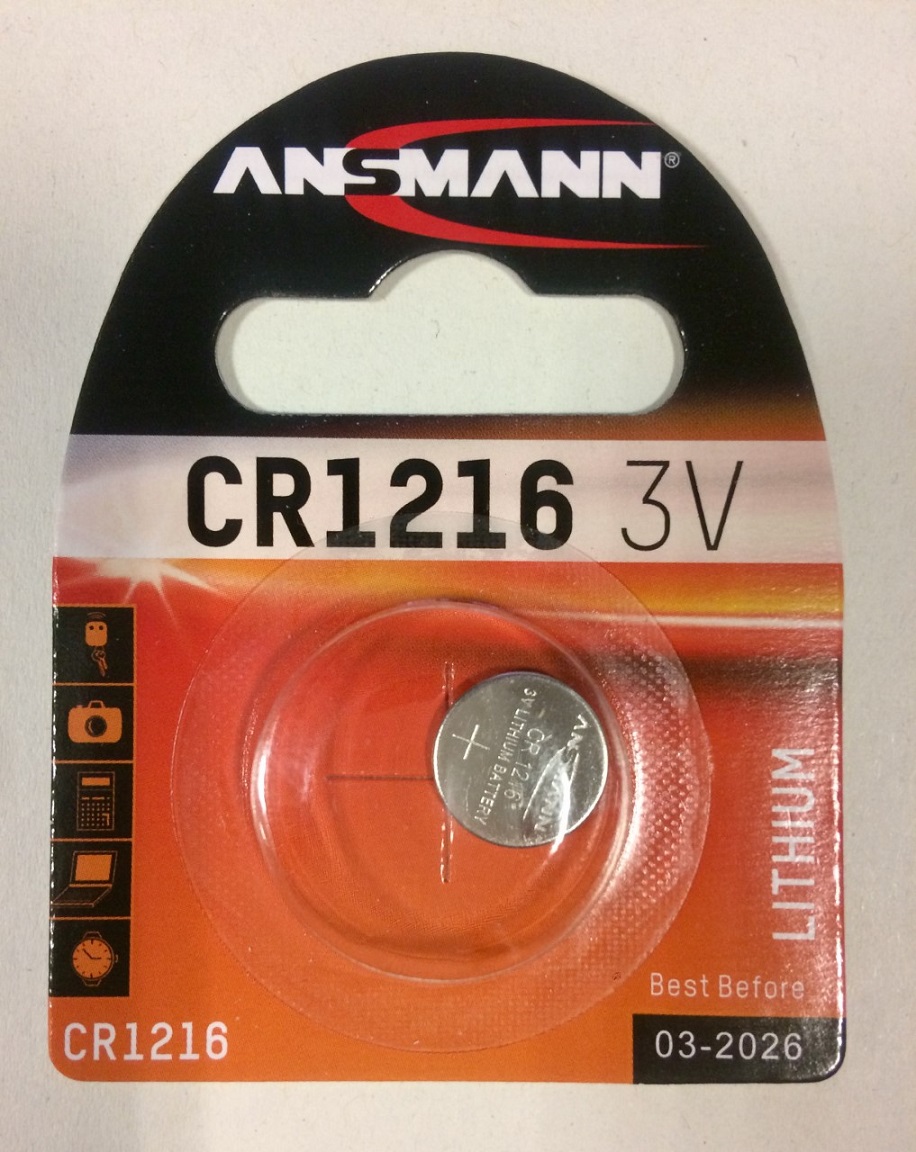 ANSMANN®
CR1216 3V
3V LITHIUM BATTERY
CR 1216
ANSMANN
LITHIUM
Best Before
03-2026
CR1216